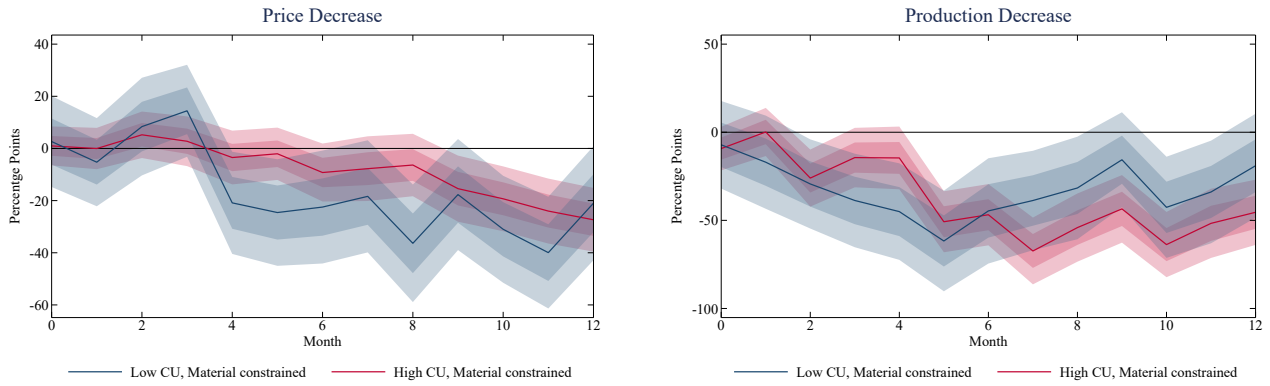 Price Decrease
Percentge Points
40
20
0
-20
-40
-60
0 2 4 6 8 10 12
Month
Low CU, Material constrained High CU, Material constrained
Production Decrease
Percentge Points
50
0
-50
-100
0 2 4 6 8 10 12
Month
Low CU, Material constrained High CU, Material constrained